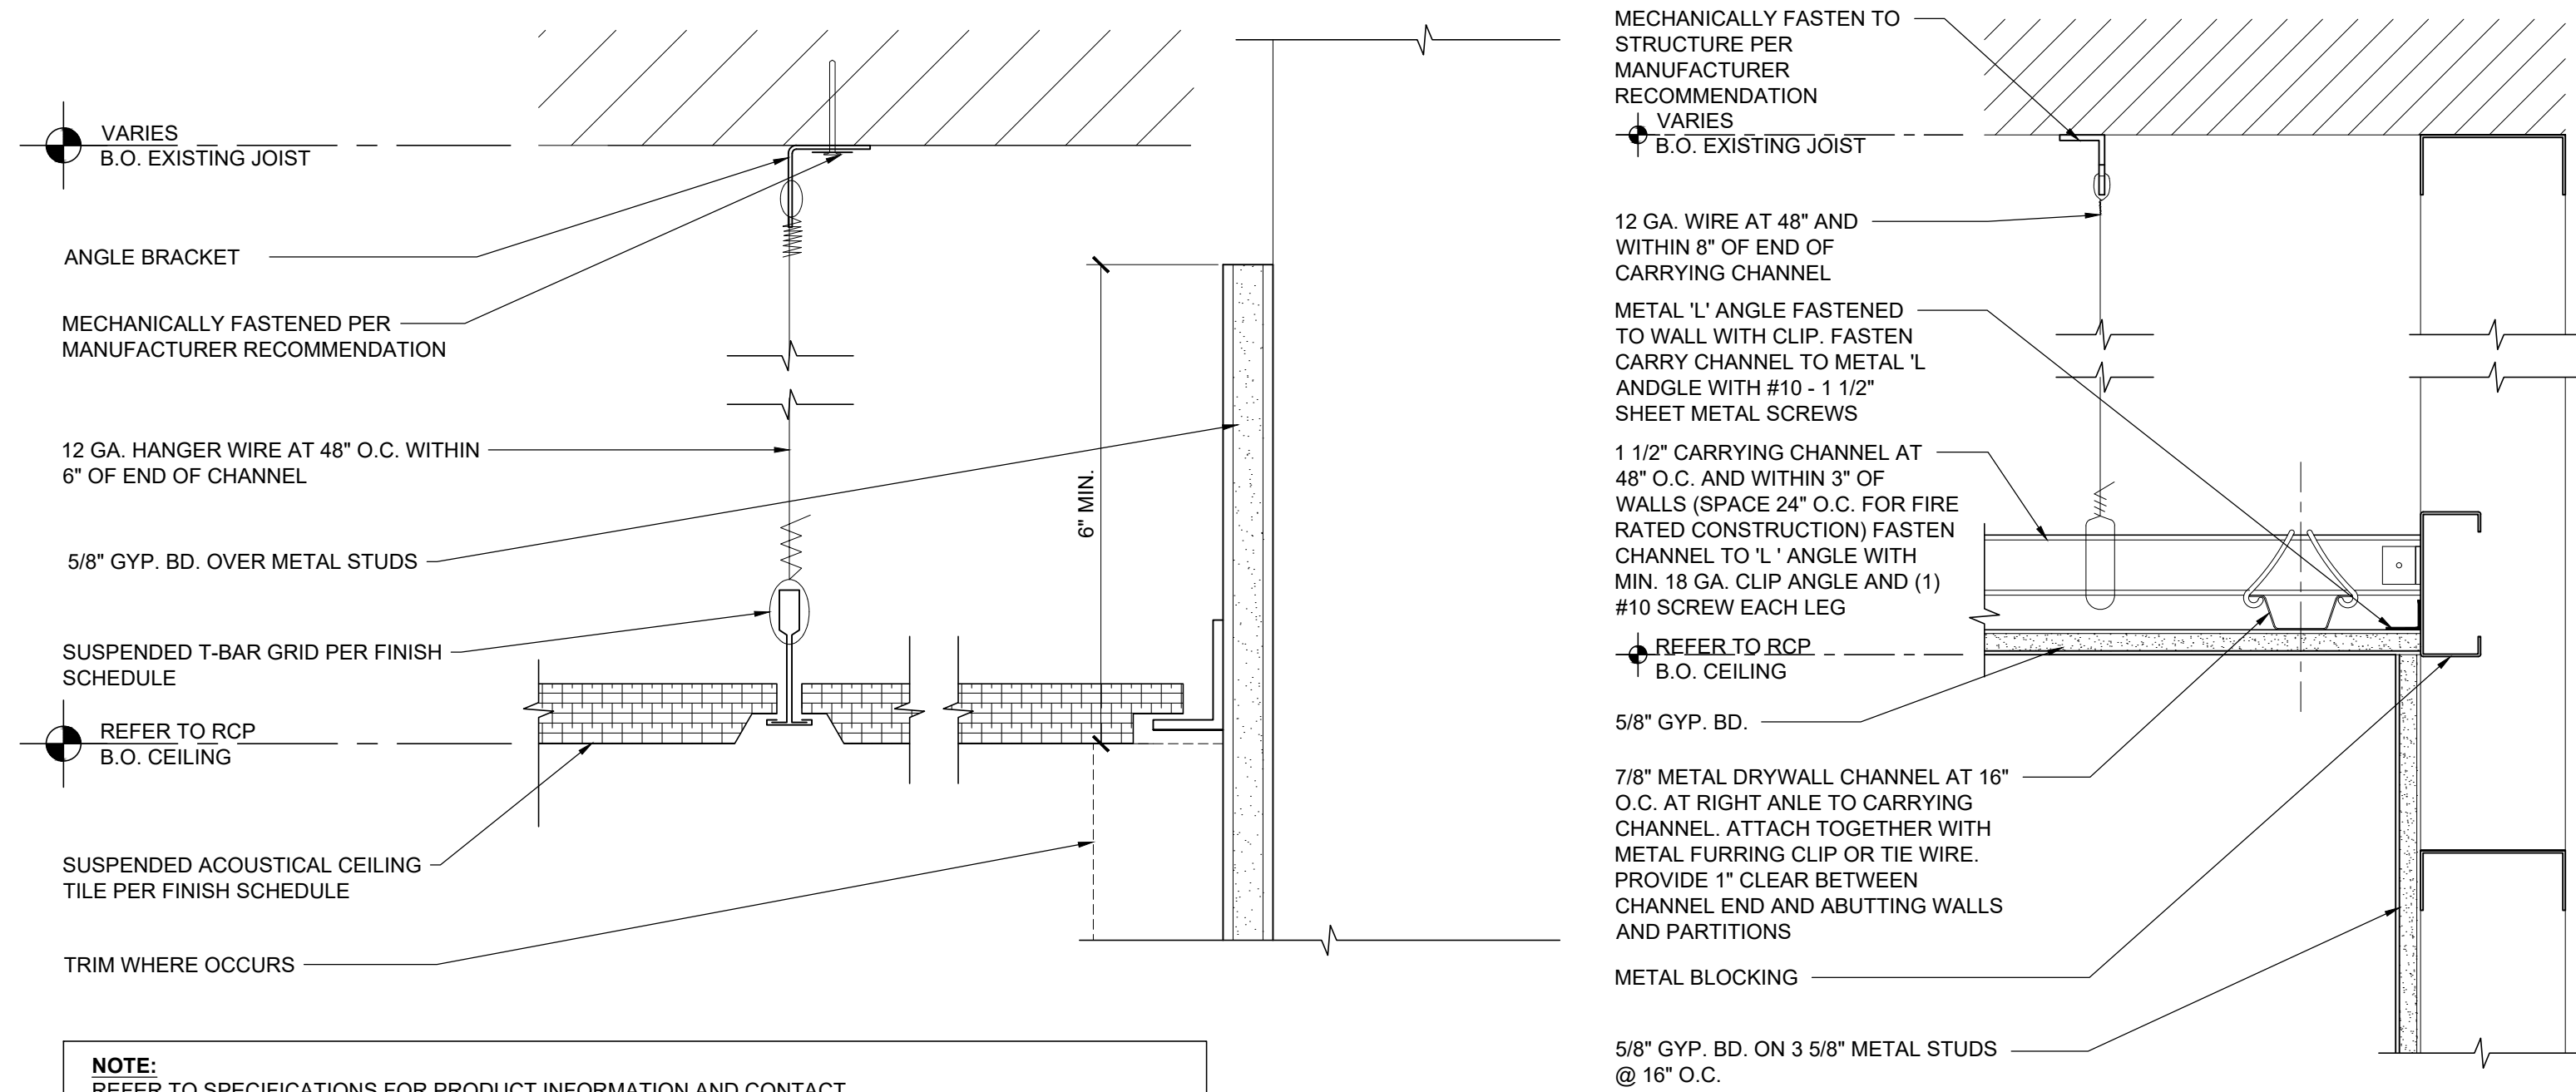 VARIES
B.O. EXISTING JOIST
ANGLE BRACKET
MECHANICALLY FASTENED PER
MANUFACTURER RECOMMENDATION
12 GA. HANGER WIRE AT 48" O.C. WITHIN
6" OF END OF CHANNEL
5/8" GYP. BD. OVER METAL STUDS
SUSPENDED T-BAR GRID PER FINISH
SCHEDULE
REFER TO RCP
B.O. CEILING
SUSPENDED ACOUSTICAL CEILING
TILE PER FINISH SCHEDULE
TRIM WHERE OCCURS
6" MIN.
NOTE:
REFER TO SPECIFICATIONS FOR PRODUCT INFORMATION AND CONTACT
MECHANICALLY FASTEN TO
STRUCTURE PER
MANUFACTURER
RECOMMENDATION
VARIES
B.O. EXISTING JOIST
12 GA. WIRE AT 48" AND
WITHIN 8" OF END OF
CARRYING CHANNEL
METAL 'L' ANGLE FASTENED
TO WALL WITH CLIP. FASTEN
CARRY CHANNEL TO METAL 'L
ANDGLE WITH #10 - 1 1/2"
SHEET METAL SCREWS
1 1/2" CARRYING CHANNEL AT
48" O.C. AND WITHIN 3" OF
WALLS (SPACE 24" O.C. FOR FIRE
RATED CONSTRUCTION) FASTEN
CHANNEL TO 'L ' ANGLE WITH
MIN. 18 GA. CLIP ANGLE AND (1)
#10 SCREW EACH LEG
REFER TO RCP
B.O. CEILING
5/8" GYP. BD.
7/8" METAL DRYWALL CHANNEL AT 16"
O.C. AT RIGHT ANLE TO CARRYING
CHANNEL. ATTACH TOGETHER WITH
METAL FURRING CLIP OR TIE WIRE.
PROVIDE 1" CLEAR BETWEEN
CHANNEL END AND ABUTTING WALLS
AND PARTITIONS
METAL BLOCKING
5/8" GYP. BD. ON 3 5/8" METAL STUDS
@ 16" O.C.